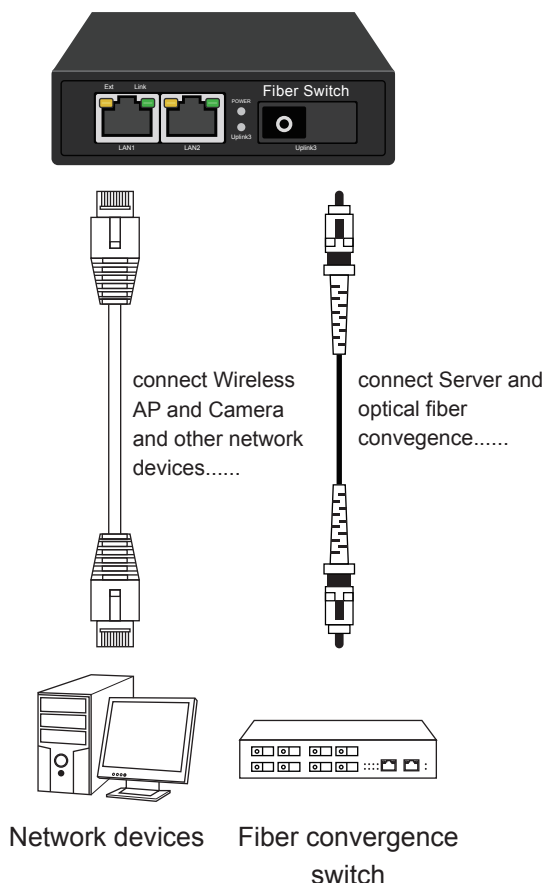 Fiber Switch
Ext Link
POWER
Uplink3
LAN1 LAN2 Uplink3
connect Wireless
AP and Camera
and other network
devices......
connect Server and
optical fiber
convegence......
Network devices
Fiber convergence
switch